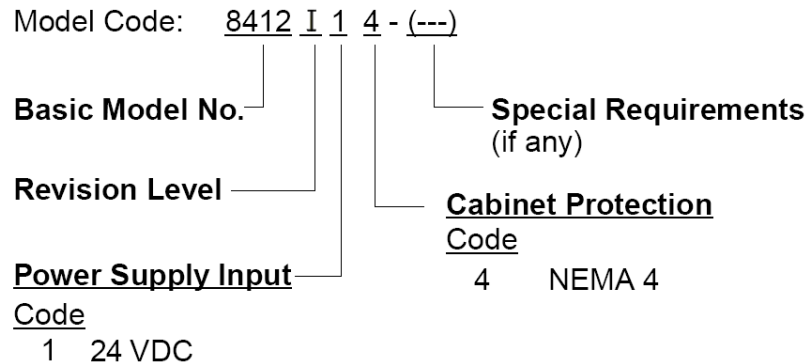 Model Code: 8412 I 1 4 - (---)
Basic Model No.
Special Requirements
(if any)
Revision Level
Cabinet Protection
Code
4 NEMA 4
Power Supply Input
Code
1 24 VDC